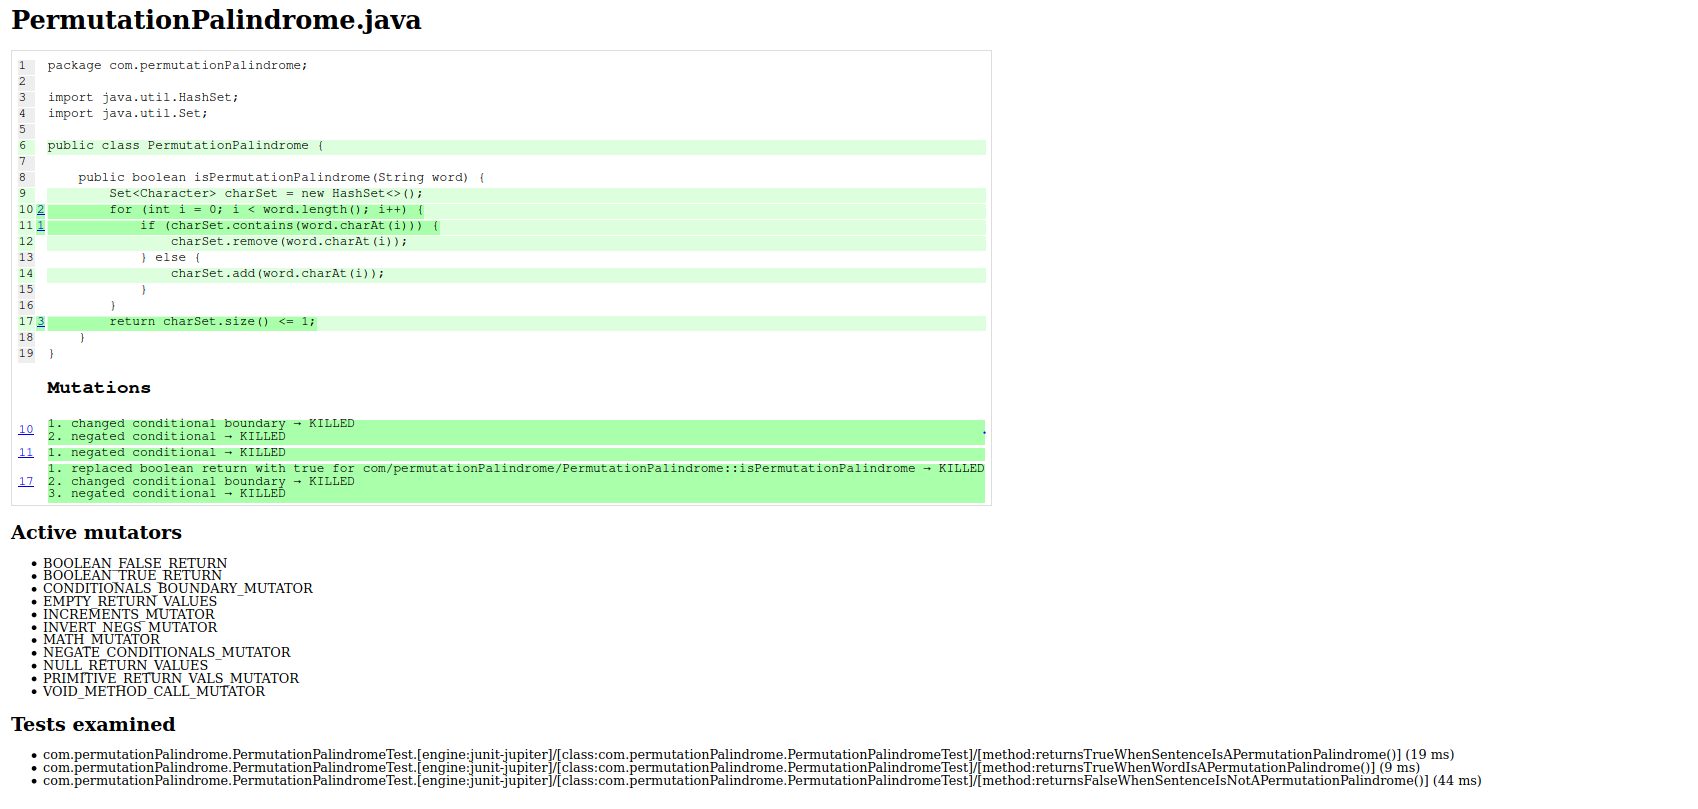 PermutationPalindrome.java
1 package com.permutationPalindrome;
2
3 import java.util.HashSet;
4 import java.util.Set;
5
6 public class PermutationPalindrome {
7
8 public boolean isPermutationPalindrome(String word) {
9 Set<Character> charSet = new HashSet<>();
10 2 for (int i = 0; i < word.length(); i++) {
11 1 if (charSet.contains(word.charAt(i))) {
12 charSet.remove(word.charAt(i));
13 } else {
14 charSet.add(word.charAt(i));
15 }
16 }
17 3 return charSet.size() <= 1;
18 }
19 }
Mutations
10
1. changed conditional boundary → KILLED
2. negated conditional → KILLED
11 1. negated conditional → KILLED
17
1. replaced boolean return with true for com/permutationPalindrome/PermutationPalindrome::isPermutationPalindrome → KILLED
2. changed conditional boundary → KILLED
3. negated conditional → KILLED
Active mutators
• BOOLEAN_FALSE_RETURN
• BOOLEAN_TRUE_RETURN
• CONDITIONALS_BOUNDARY_MUTATOR
• EMPTY_RETURN_VALUES
• INCREMENTS_MUTATOR
• INVERT_NEGS_MUTATOR
• MATH_MUTATOR
• NEGATE_CONDITIONALS_MUTATOR
• NULL_RETURN_VALUES
• PRIMITIVE_RETURN_VALS_MUTATOR
• VOID_METHOD_CALL_MUTATOR
Tests examined
• com.permutationPalindrome.PermutationPalindromeTest.[engine:junit-jupiter]/[class:com.permutationPalindrome.PermutationPalindromeTest]/[method:returnsTrueWhenSentenceIsAPermutationPalindrome()] (19 ms)
• com.permutationPalindrome.PermutationPalindromeTest.[engine:junit-jupiter]/[class:com.permutationPalindrome.PermutationPalindromeTest]/[method:returnsTrueWhenWordIsAPermutationPalindrome()] (9 ms)
• com.permutationPalindrome.PermutationPalindromeTest.[engine:junit-jupiter]/[class:com.permutationPalindrome.PermutationPalindromeTest]/[method:returnsFalseWhenSentenceIsNotAPermutationPalindrome()] (44 ms)